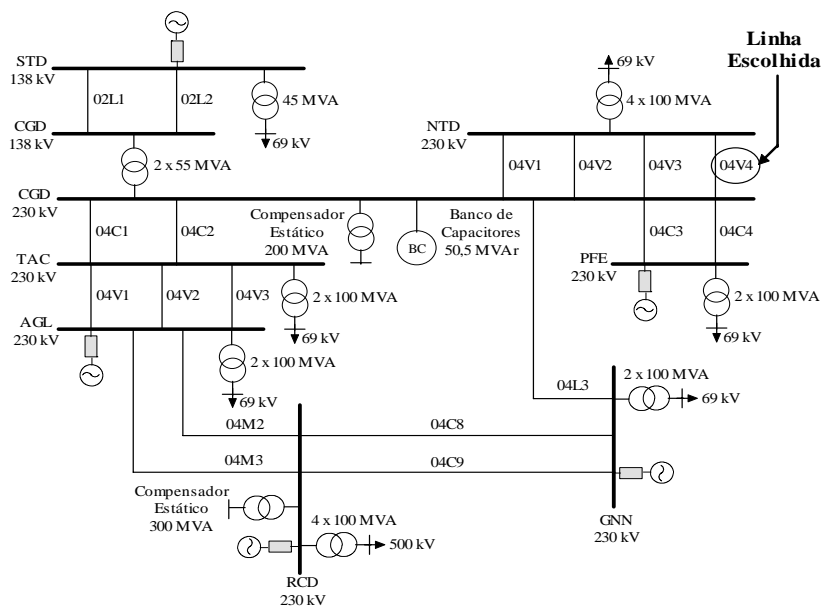 STD
138 kV
02L1
02L2
45 MVA
69 kV
CGD
138 kV
2 x 55 MVA
CGD
230 kV
04C1
04C2
TAC
230 kV
04V1
04V2
04V3
2 x 100 MVA
69 kV
AGL
230 kV
2 x 100 MVA
69 kV
Compensador
Estático
200 MVA
BC
Banco de
Capacitores
50,5 MVAr
69 kV
4 x 100 MVA
NTD
230 kV
04V1
04V2
04V3
04V4
Linha
Escolhida
04C3
04C4
PFE
230 kV
2 x 100 MVA
69 kV
04L3
2 x 100 MVA
69 kV
04M2
04C8
04M3
04C9
Compensador
Estático
300 MVA
4 x 100 MVA
500 kV
RCD
230 kV
GNN
230 kV